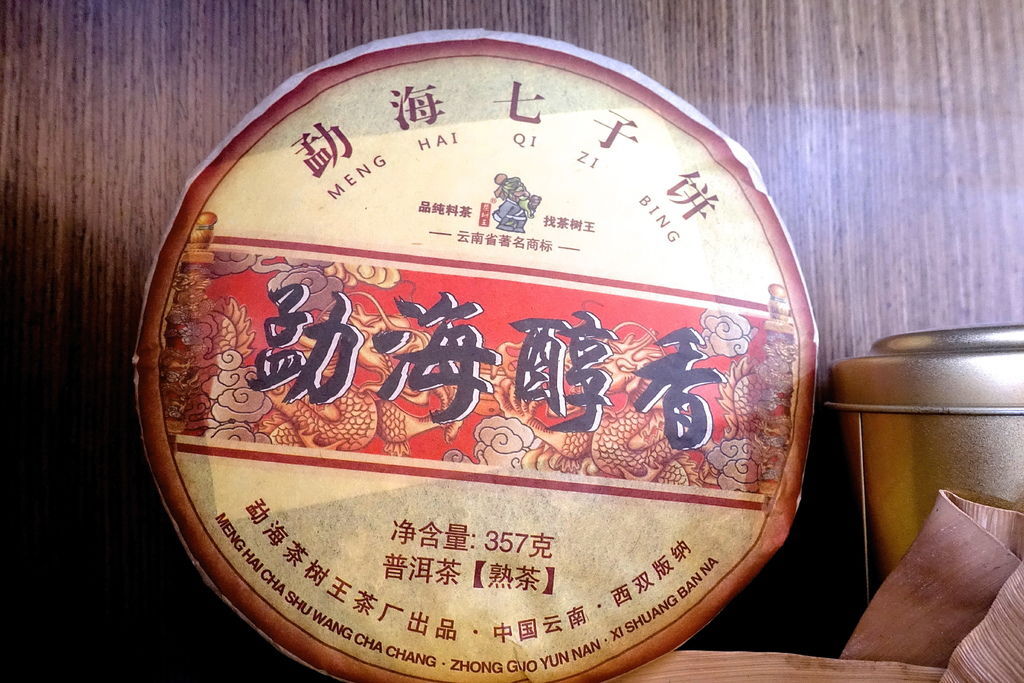 勐海七子饼
MENG HAI QI ZI BING
品纯料茶 找茶树王
云南省著名商标
勐海醇香
净含量: 357克
普洱茶【熟茶】
勐海茶树王茶厂出品·中国云南·西双版纳
MENG HAI CHA SHU WANG CHA CHANG · ZHONG GUO YUN NAN · XI SHUANG BAN NA